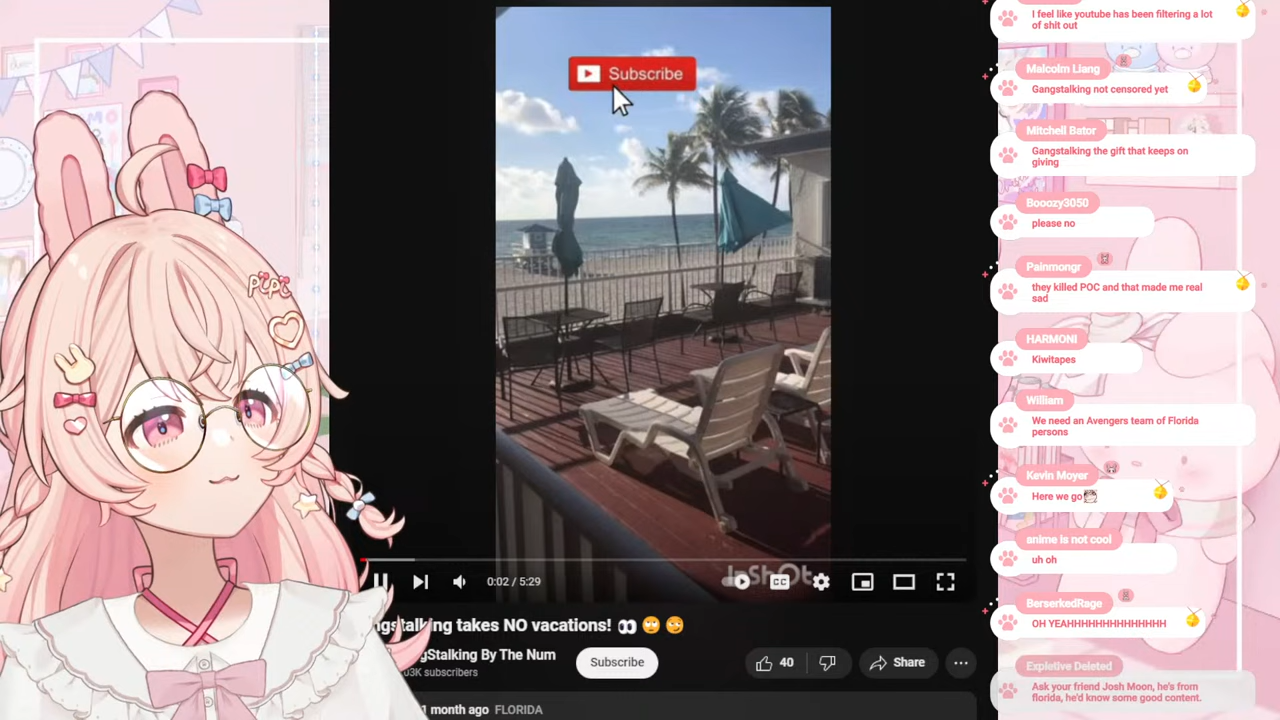 I feel like youtube has been filtering a lot
of shit out
Malcolm Liang
Gangstalking not censored yet
Mitchell Bator
Gangstalking the gift that keeps on
giving
Booozy3050
please no
Painmongr
they killed POC and that made me real
sad
HARMONI
Kiwitapes
William
We need an Avengers team of Florida
persons
Kevin Moyer
Here we go
anime is not cool
uh oh
BerserkedRage
OH YEAHHHHHHHHHHHHHH
Expletive Deleted
Ask your friend Josh Moon, he's from
florida, he'd know some good content.
pipi
Subscribe
InShOt
0:02 / 5:29
CC
ngstalking takes NO vacations! 👀 🙄 😜
gStalking By The Num
03K subscribers
Subscribe
40
Share
1 month ago FLORIDA